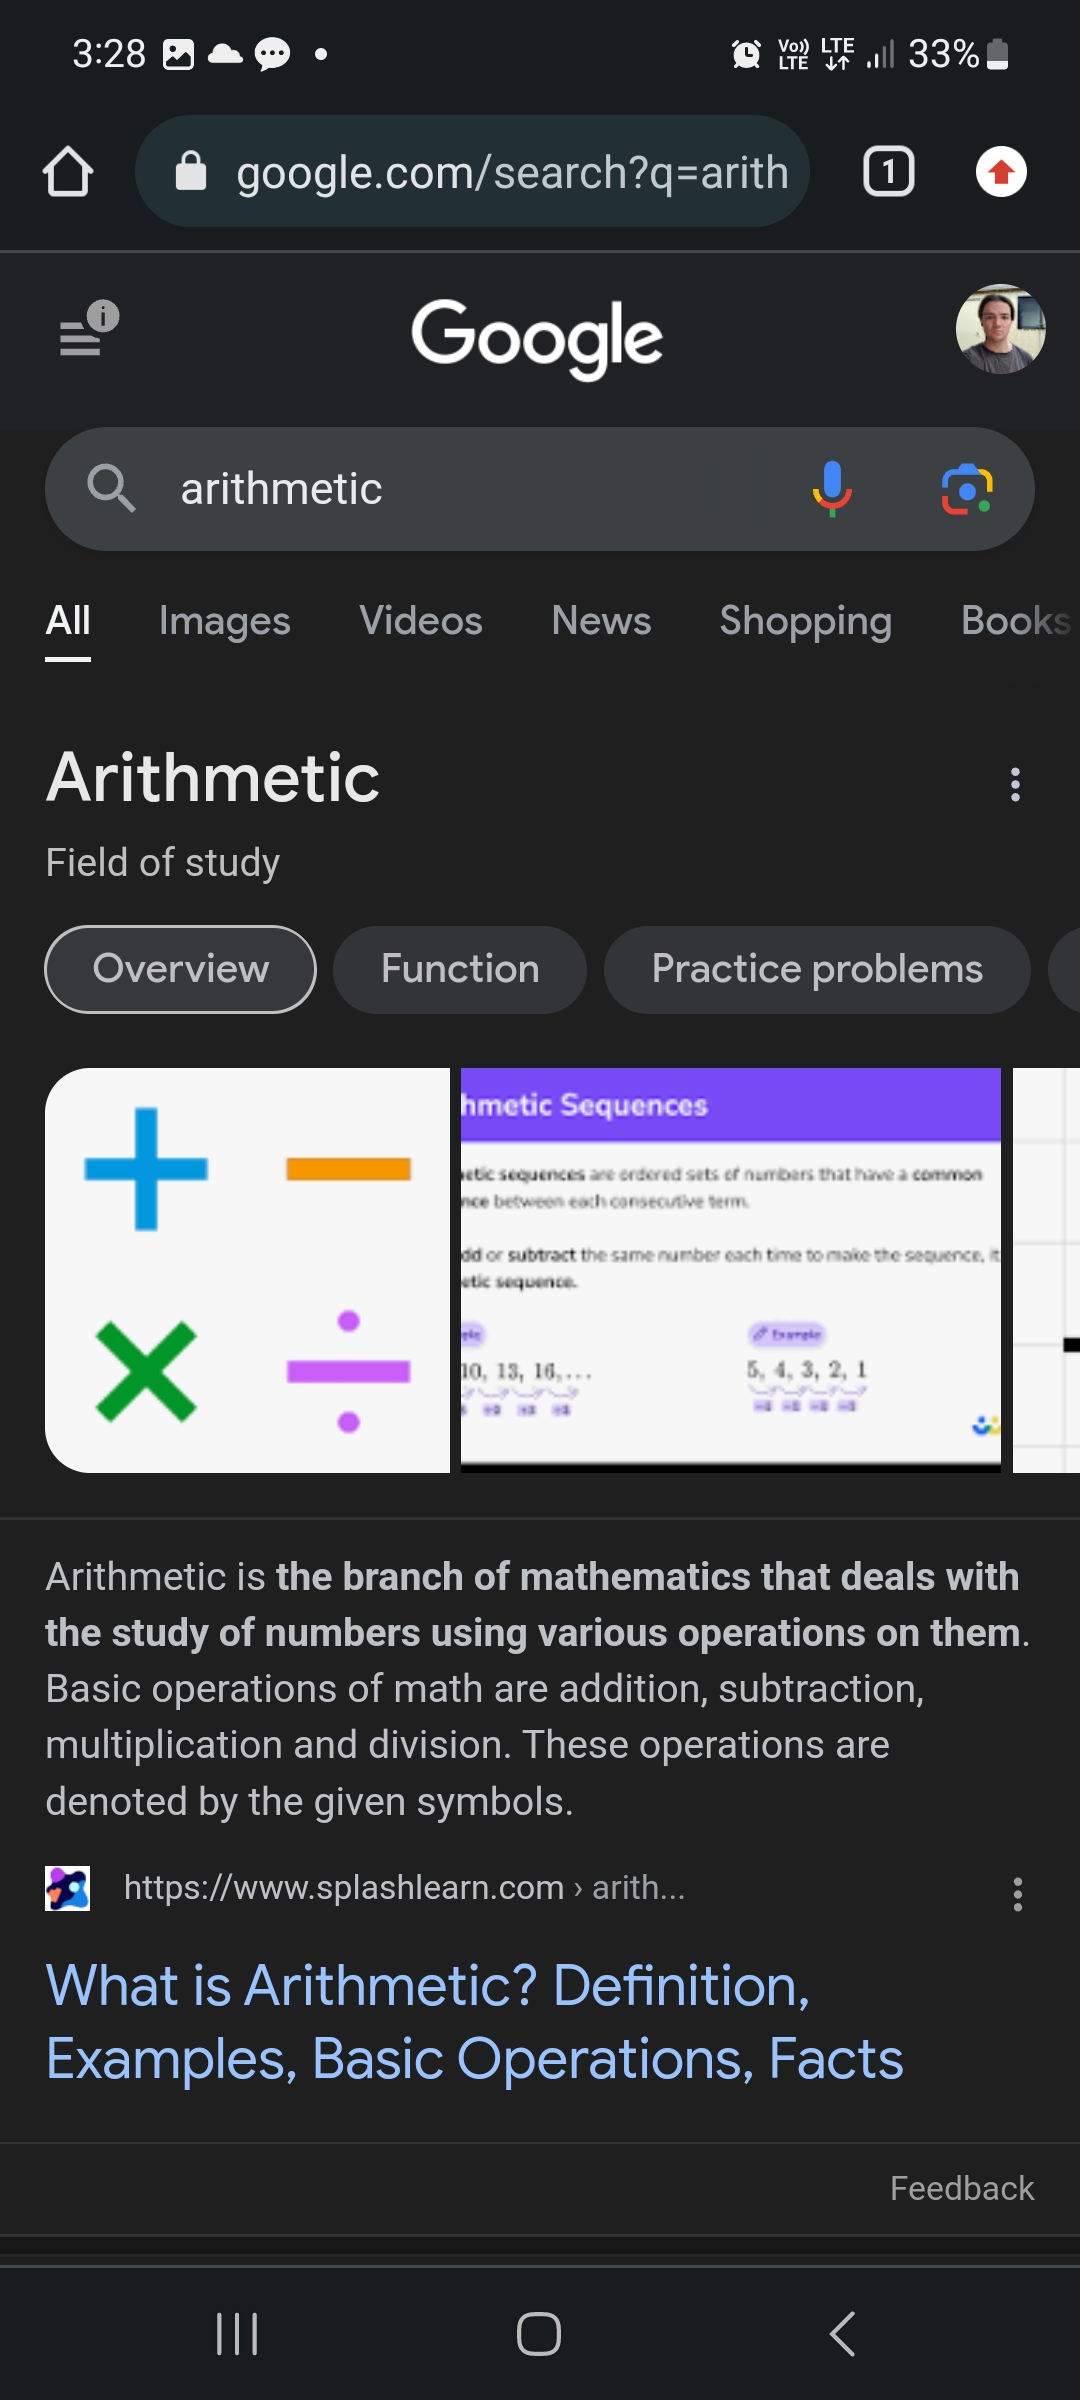 3:28
Vo)) LTE
LTE
33%
google.com/search?q=arith
1
Google
arithmetic
All Images Videos News Shopping Books
Arithmetic
Field of study
Overview Function Practice problems
hmetic Sequences
etic sequences are ordered sets of numbers that have a common
nce between each consecutive term.
dd or subtract the same number each time to make the sequence, it
etic sequence.
Example
10, 13, 16,...
5, 4, 3, 2, 1
Arithmetic is the branch of mathematics that deals with
the study of numbers using various operations on them.
Basic operations of math are addition, subtraction,
multiplication and division. These operations are
denoted by the given symbols.
https://www.splashlearn.com › arith...
What is Arithmetic? Definition,
Examples, Basic Operations, Facts
Feedback